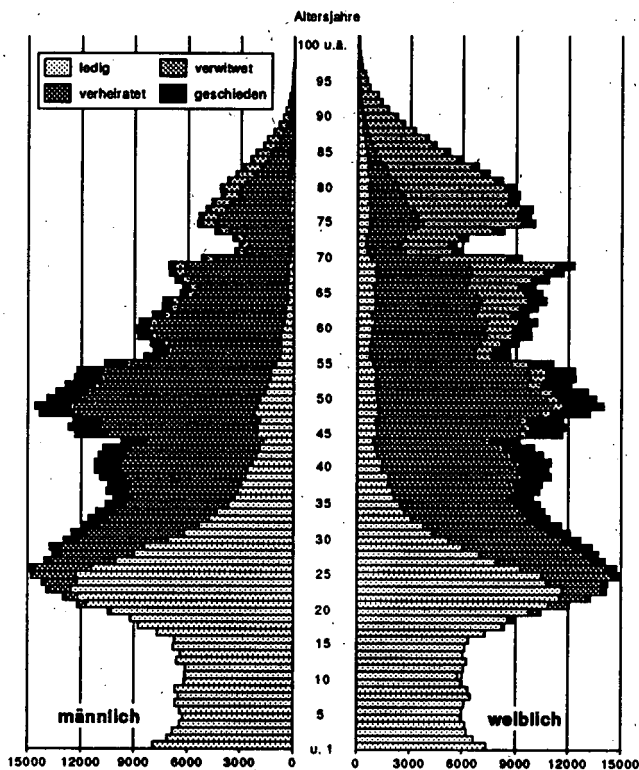 Altersjahre
100 u.ä.
ledig verwitwet
verheiratet geschieden
95
90
85
80
75
70
65
60
55
50
45
40
35
30
25
20
15
10
männlich weiblich
5
u. 1
15000 12000 9000 6000 3000 0 0 3000 6000 9000 12000 15000